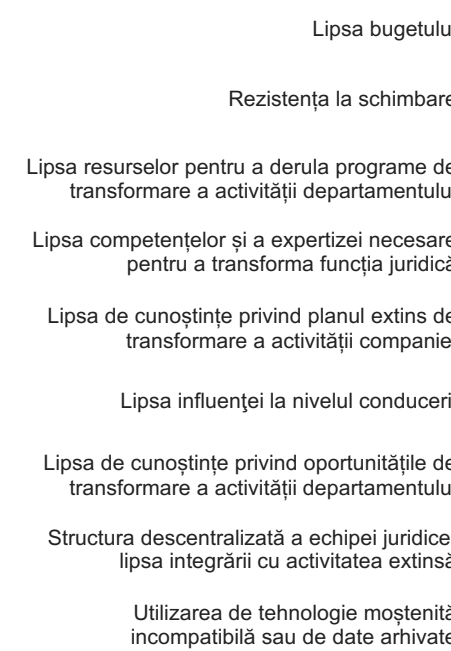 Lipsa bugetulu
Rezistența la schimbare
Lipsa resurselor pentru a derula programe de
transformare a activității departamentulu
Lipsa competențelor și a expertizei necesare
pentru a transforma funcția juridică
Lipsa de cunoștințe privind planul extins de
transformare a activității companie
Lipsa influenţei la nivelul conduceri
Lipsa de cunoștințe privind oportunitățile de
transformare a activității departamentulu
Structura descentralizată a echipei juridice
lipsa integrării cu activitatea extinsă
Utilizarea de tehnologie moștenită
incompatibilă sau de date arhivate